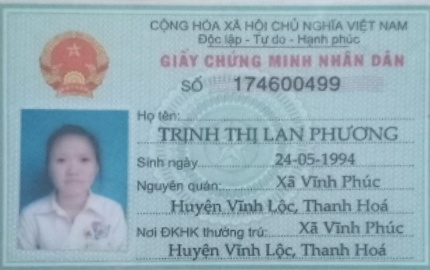 CỘNG HÒA XÃ HỘI CHỦ NGHĨA VIỆT NAM
Độc lập - Tự do - Hạnh phúc
GIẤY CHỨNG MINH NHÂN DÂN
SỐ 174600499
Họ tên:
TRỊNH THỊ LAN PHƯƠNG
Sinh ngày 24-05-1994
Nguyên quán: Xã Vĩnh Phúc
Huyện Vĩnh Lộc, Thanh Hoá
Nơi ĐKHK thường trú: Xã Vĩnh Phúc
Huyện Vĩnh Lộc, Thanh Hoá